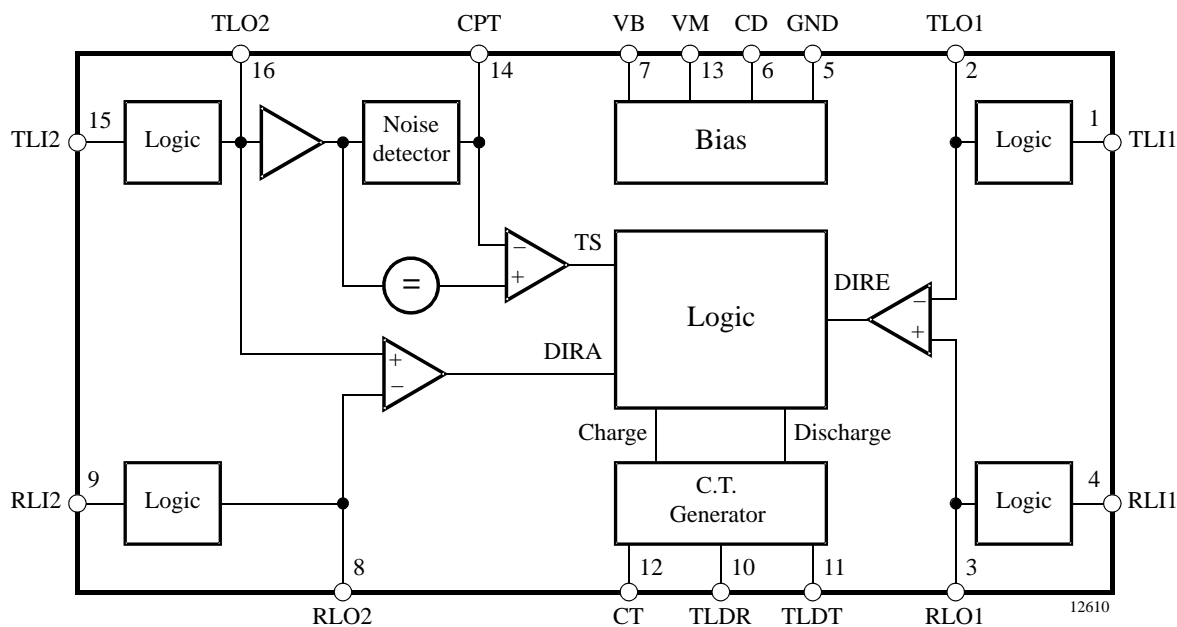 TLO2 CPT VB VM CD GND TLO1
16 14 7 13 6 5 2
TLI2 15 Logic Noise detector Bias Logic 1 TLI1
−
+
TS
=
Logic
DIRE
−
+
DIRA
+
−
Charge Discharge
RLI2 9 Logic C.T. Generator Logic 4 RLI1
8 12 10 11 3
RLO2 CT TLDR TLDT RLO1
12610